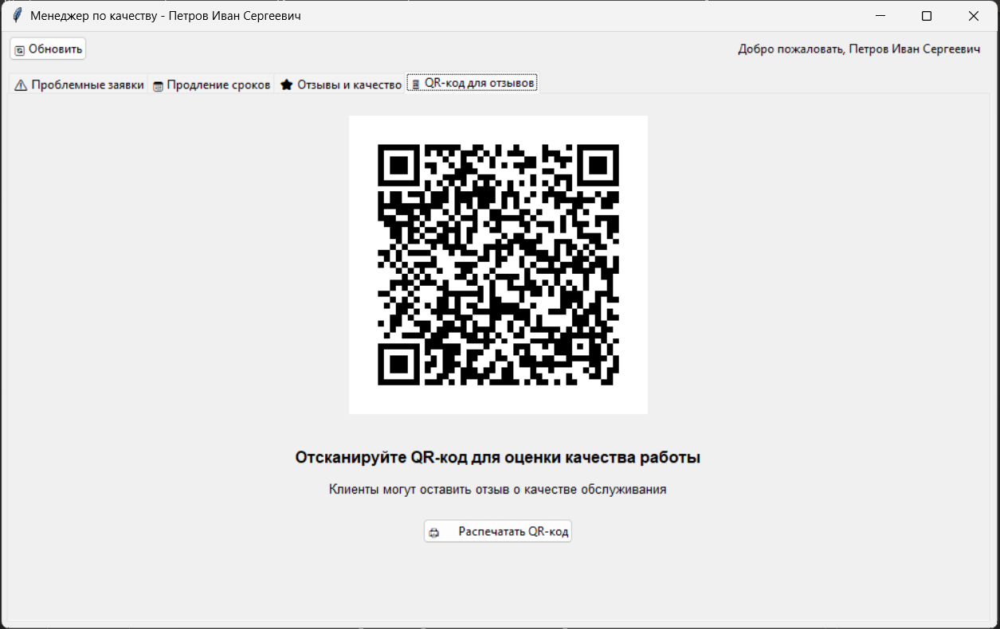 Менеджер по качеству - Петров Иван Сергеевич
Обновить
Добро пожаловать, Петров Иван Сергеевич
Проблемные заявки
Продление сроков
Отзывы и качество
QR-код для отзывов
Отсканируйте QR-код для оценки качества работы
Клиенты могут оставить отзыв о качестве обслуживания
Распечатать QR-код